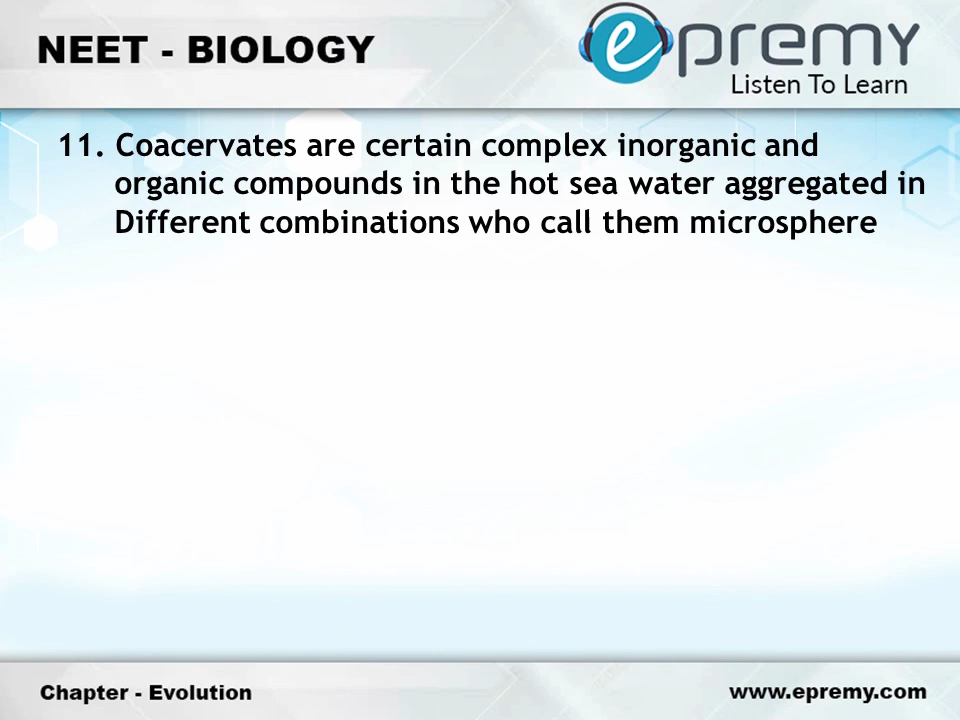 NEET - BIOLOGY
epremy
Listen To Learn
11. Coacervates are certain complex inorganic and
organic compounds in the hot sea water aggregated in
Different combinations who call them microsphere
Chapter - Evolution
www.epremy.com